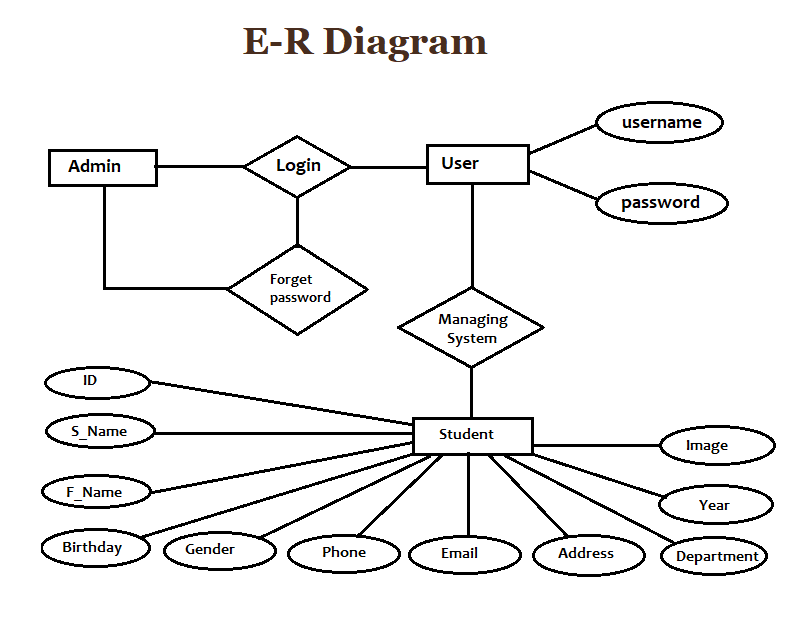 E-R Diagram
username
Admin
Login
User
password
Forget
password
Managing
System
ID
S_Name
Student
Image
F_Name
Year
Birthday
Gender
Phone
Email
Address
Department